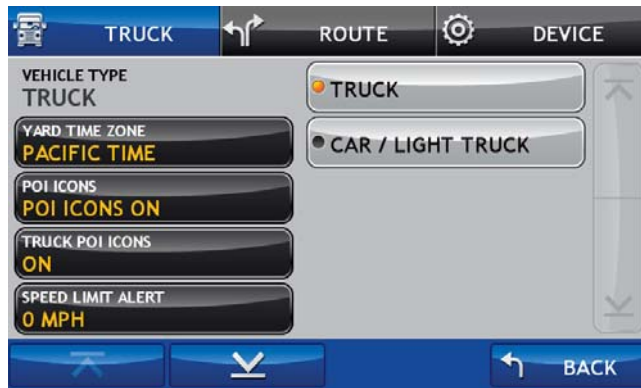 TRUCK
ROUTE
DEVICE
VEHICLE TYPE
TRUCK
YARD TIME ZONE
PACIFIC TIME
POI ICONS
POI ICONS ON
TRUCK POI ICONS
ON
SPEED LIMIT ALERT
0 MPH
TRUCK
CAR / LIGHT TRUCK
BACK